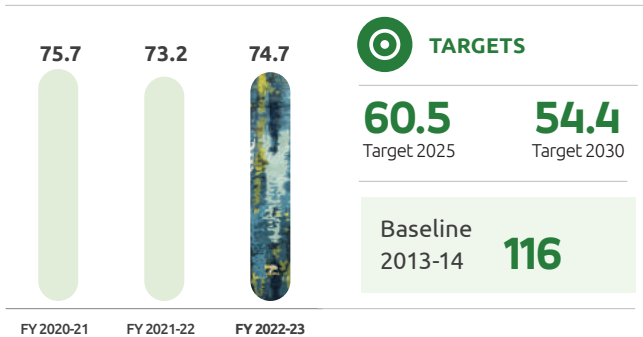 75.7
73.2
74.7
FY 2020-21
FY 2021-22
FY 2022-23
TARGETS
60.5
Target 2025
54.4
Target 2030
Baseline
2013-14
116